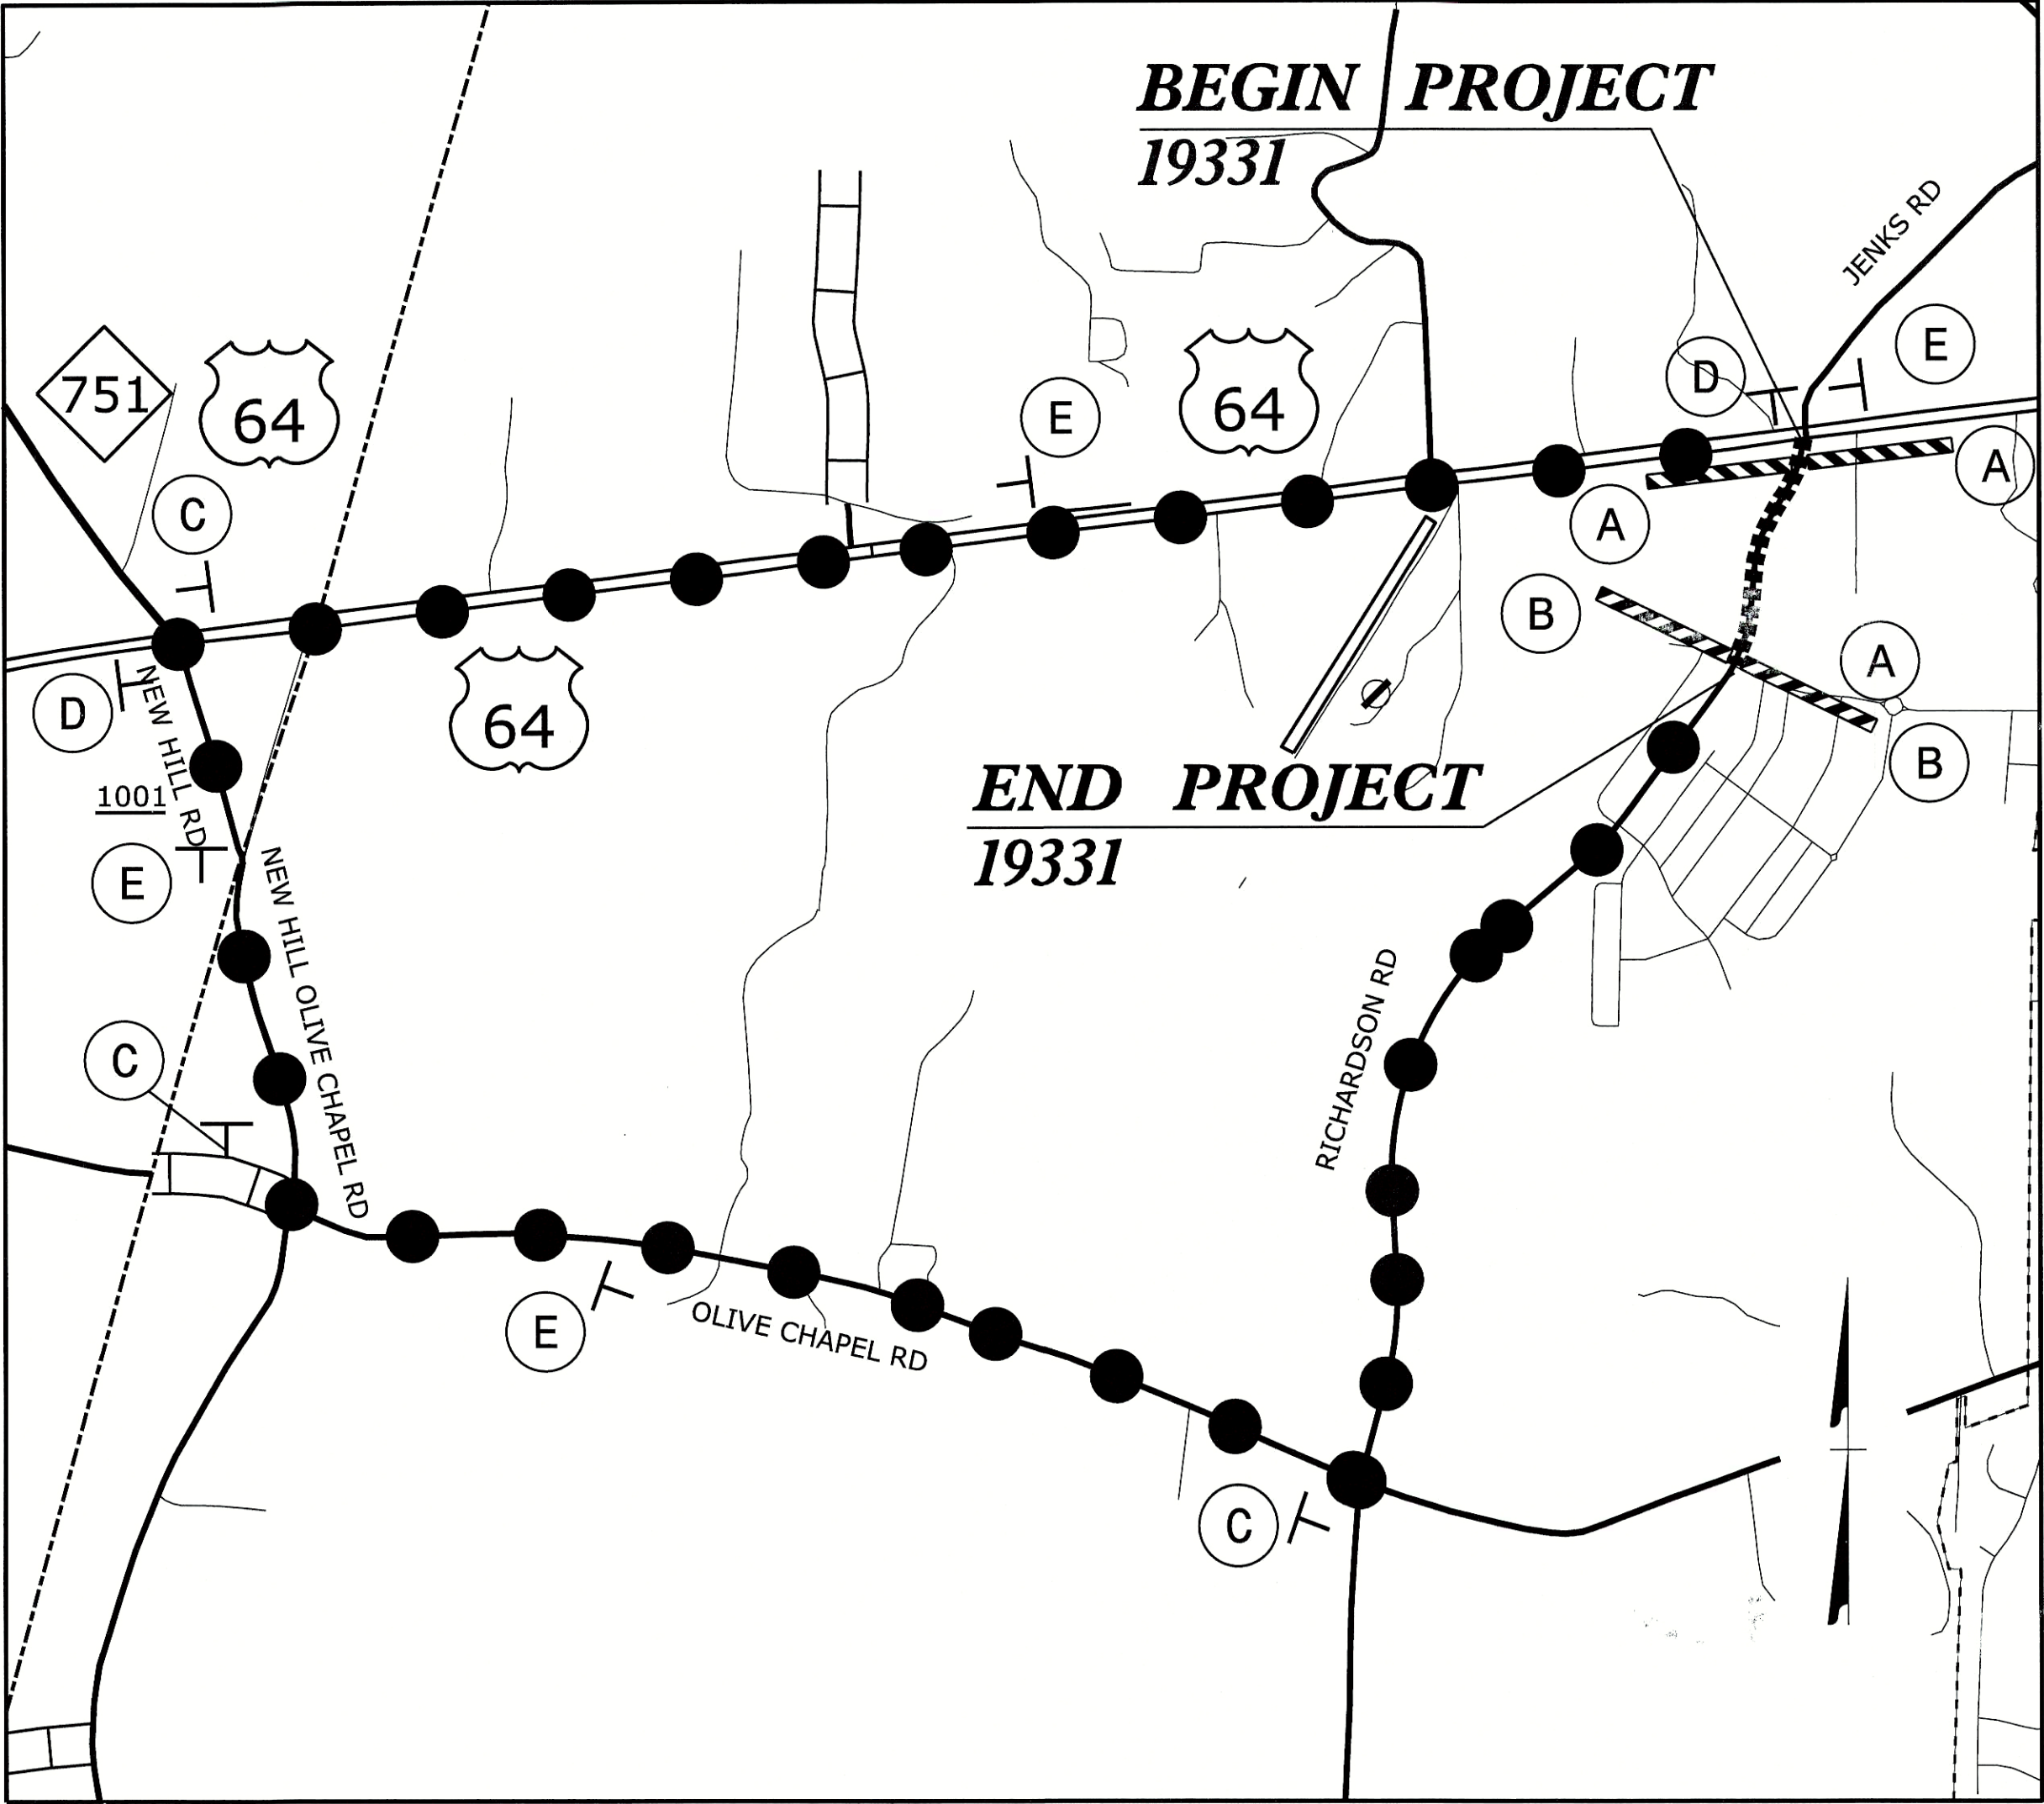 BEGIN PROJECT
19331
JENKS RD
E
D
751
64
64
E
C
A
A
B
A
D
NEW HILL RD
64
B
1001
END PROJECT
19331
E
NEW HILL OLIVE CHAPEL RD
RICHARDSON RD
C
E
OLIVE CHAPEL RD
C